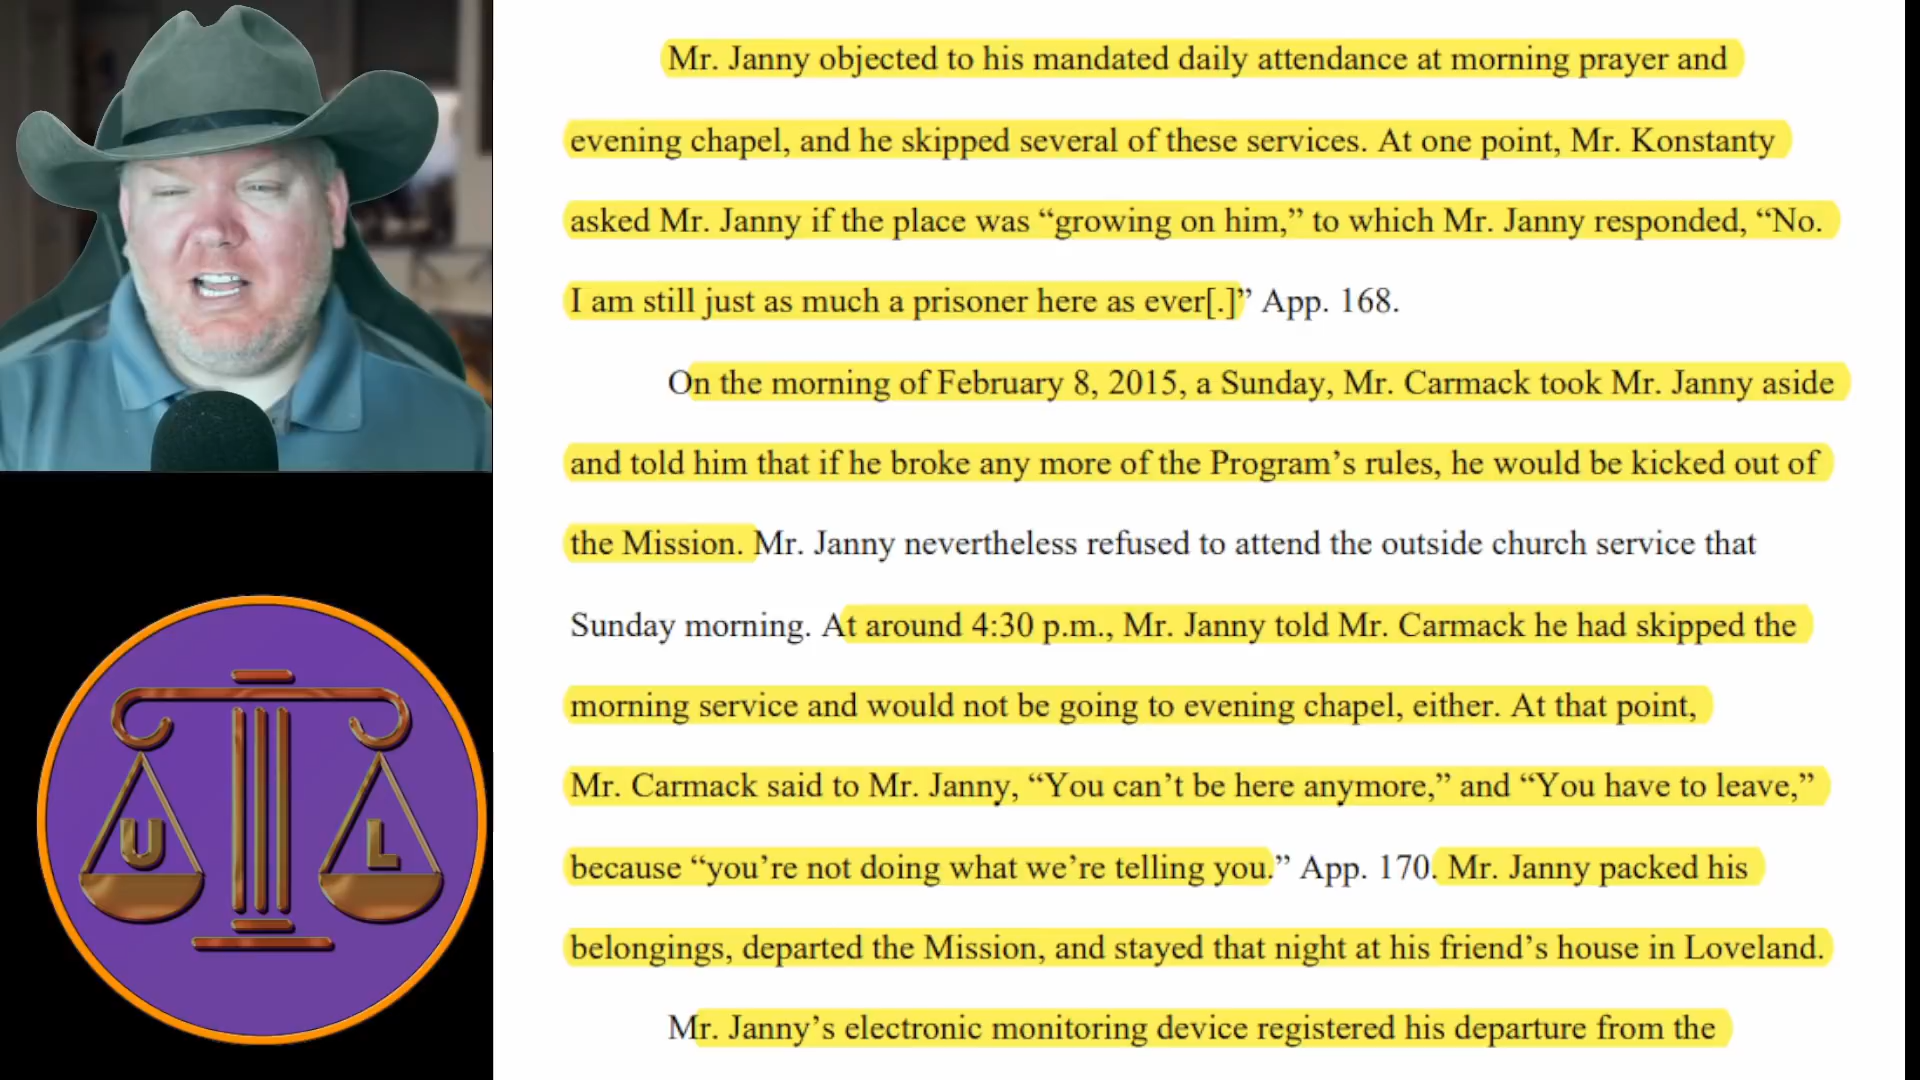 Mr. Janny objected to his mandated daily attendance at morning prayer and
evening chapel, and he skipped several of these services. At one point, Mr. Konstanty
asked Mr. Janny if the place was “growing on him,” to which Mr. Janny responded, “No.
I am still just as much a prisoner here as ever[.]” App. 168.
On the morning of February 8, 2015, a Sunday, Mr. Carmack took Mr. Janny aside
and told him that if he broke any more of the Program’s rules, he would be kicked out of
the Mission. Mr. Janny nevertheless refused to attend the outside church service that
Sunday morning. At around 4:30 p.m., Mr. Janny told Mr. Carmack he had skipped the
morning service and would not be going to evening chapel, either. At that point,
Mr. Carmack said to Mr. Janny, “You can’t be here anymore,” and “You have to leave,”
because “you’re not doing what we’re telling you.” App. 170. Mr. Janny packed his
belongings, departed the Mission, and stayed that night at his friend’s house in Loveland.
Mr. Janny’s electronic monitoring device registered his departure from the
U L